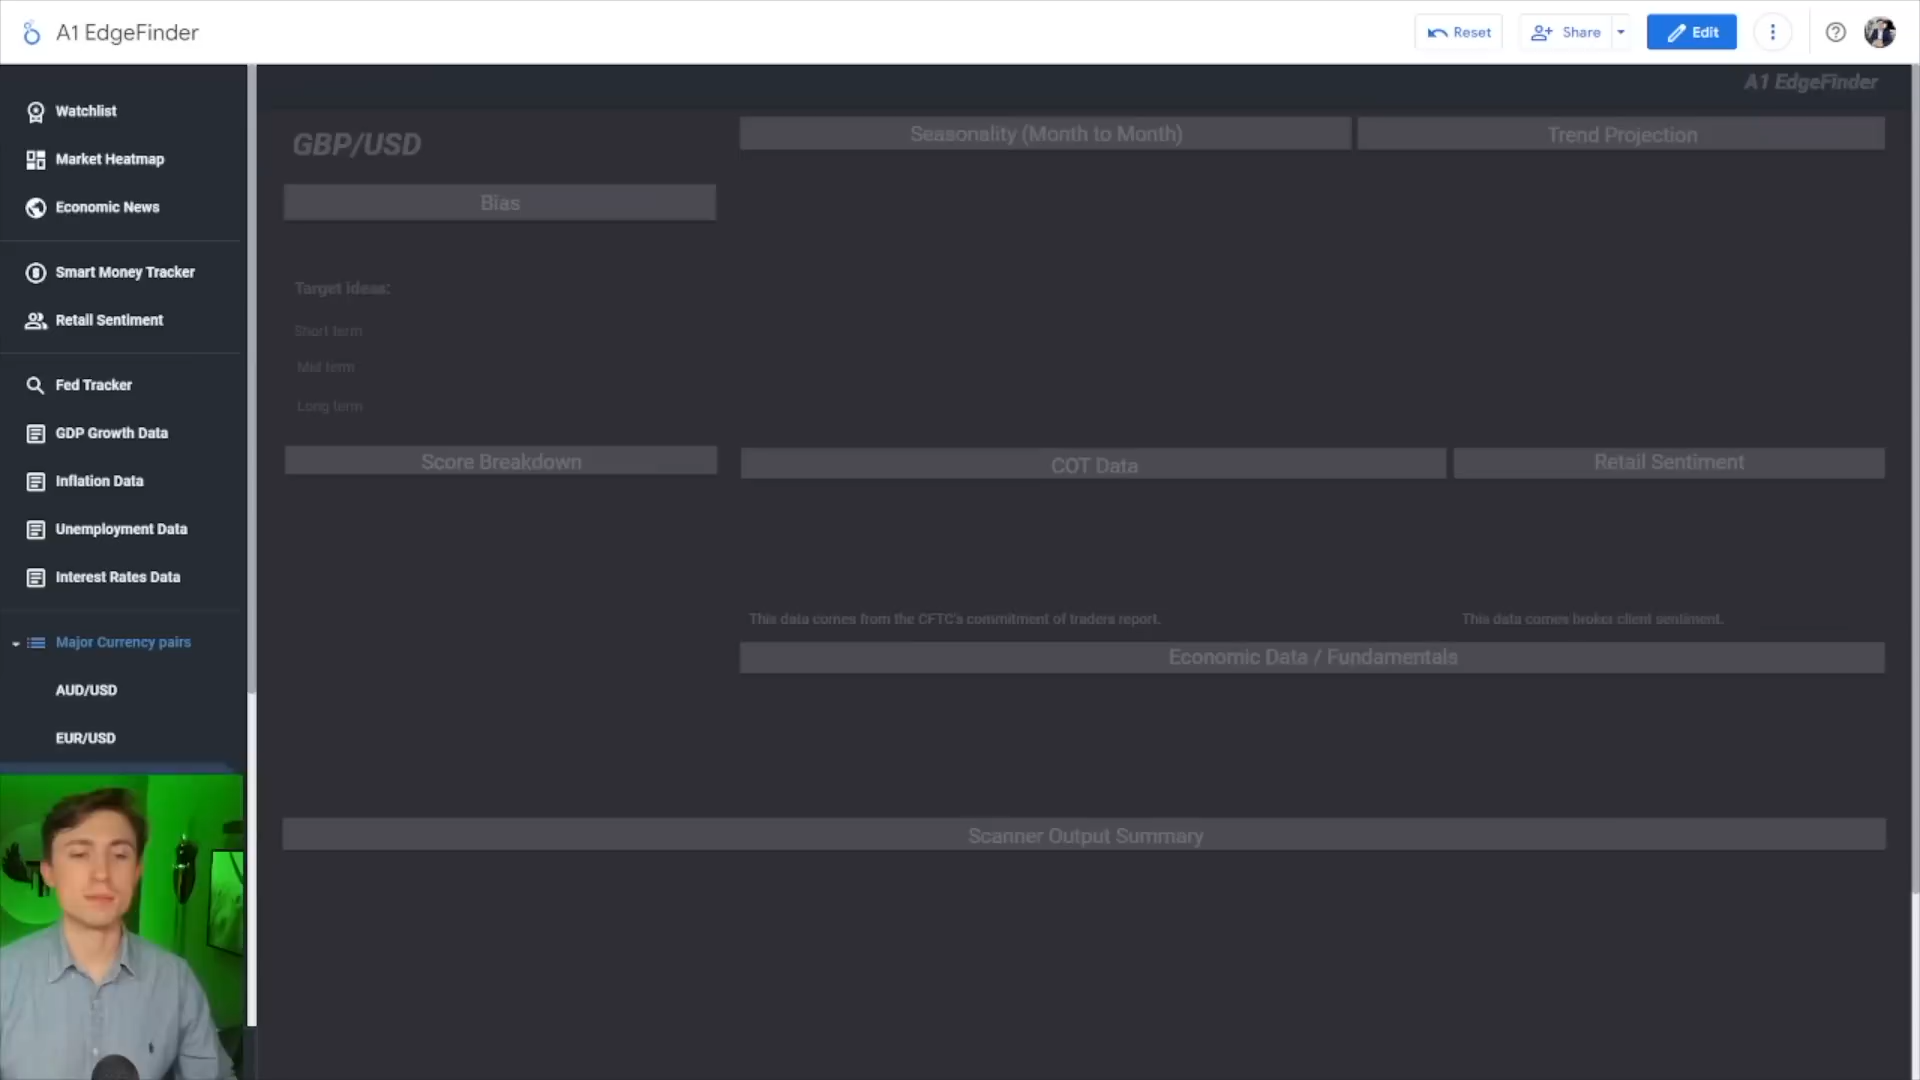 A1 EdgeFinder
Reset
Share
Edit
Watchlist
Market Heatmap
Economic News
Smart Money Tracker
Retail Sentiment
Fed Tracker
GDP Growth Data
Inflation Data
Unemployment Data
Interest Rates Data
Major Currency pairs
AUD/USD
EUR/USD
A1 EdgeFinder
GBP/USD
Seasonality (Month to Month)
Trend Projection
Bias
Target ideas:
Short term
Mid term
Long term
Score Breakdown
COT Data
Retail Sentiment
This data comes from the CFTC's commitment of traders report.
This data comes broker client sentiment.
Economic Data / Fundamentals
Scanner Output Summary